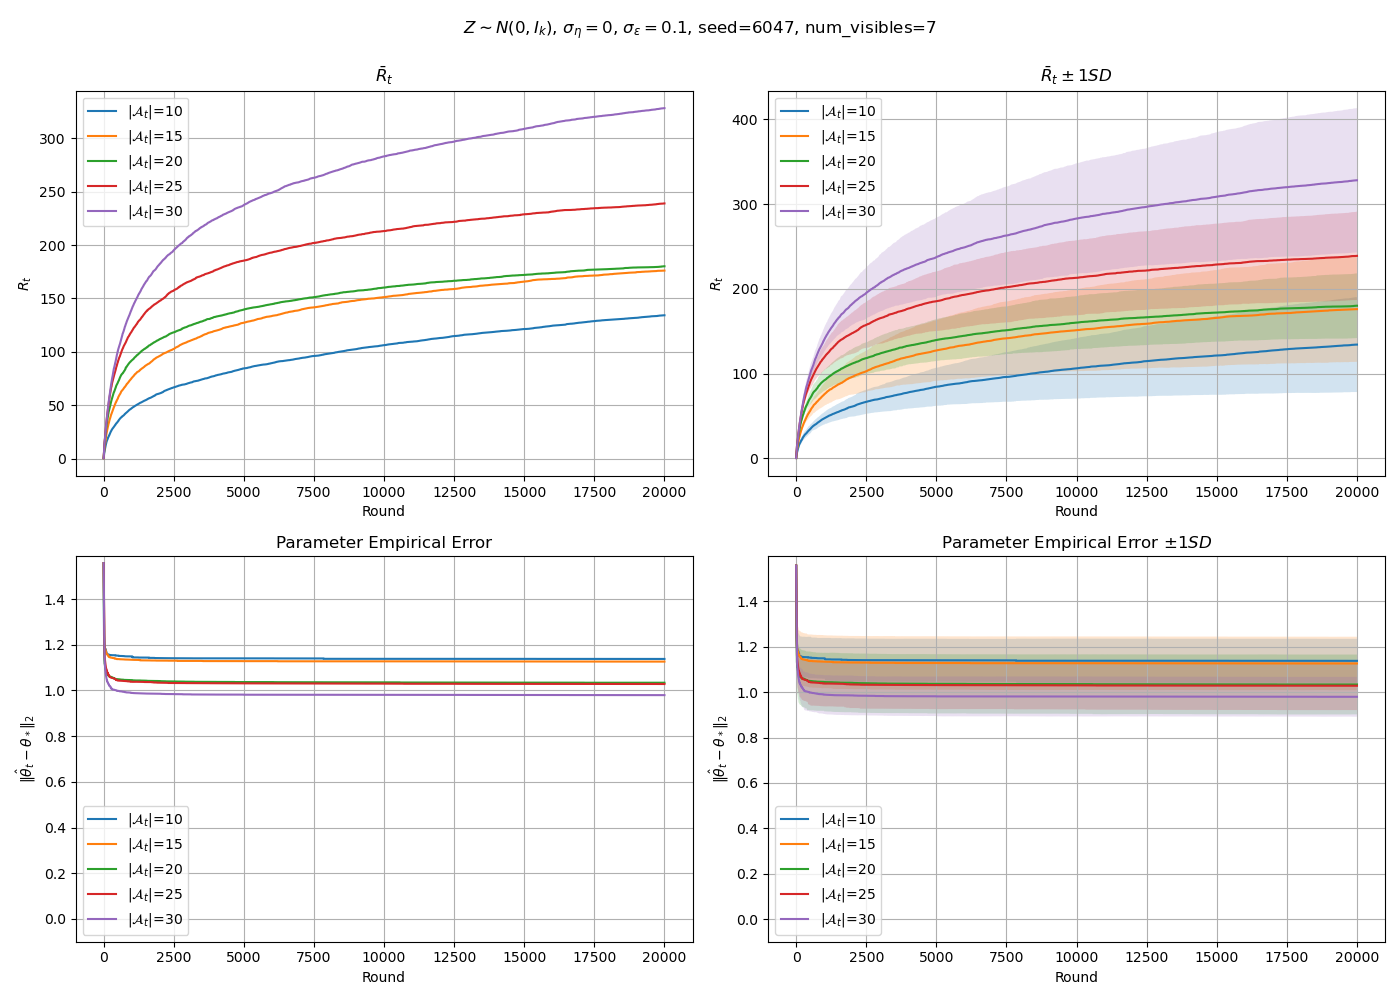 Z ∼ N(0, I_k), σ_η = 0, σ_ε = 0.1, seed=6047, num_visibles=7
R̄_t
R_t
300
250
200
150
100
50
0
|𝒜_t|=10
|𝒜_t|=15
|𝒜_t|=20
|𝒜_t|=25
|𝒜_t|=30
0 2500 5000 7500 10000 12500 15000 17500 20000
Round
R̄_t ± 1SD
R_t
400
300
200
100
0
|𝒜_t|=10
|𝒜_t|=15
|𝒜_t|=20
|𝒜_t|=25
|𝒜_t|=30
0 2500 5000 7500 10000 12500 15000 17500 20000
Round
Parameter Empirical Error
‖θ̂_t − θ_*‖_2
1.4
1.2
1.0
0.8
0.6
0.4
0.2
0.0
|𝒜_t|=10
|𝒜_t|=15
|𝒜_t|=20
|𝒜_t|=25
|𝒜_t|=30
0 2500 5000 7500 10000 12500 15000 17500 20000
Round
Parameter Empirical Error ±1SD
‖θ̂_t − θ_*‖_2
1.4
1.2
1.0
0.8
0.6
0.4
0.2
0.0
|𝒜_t|=10
|𝒜_t|=15
|𝒜_t|=20
|𝒜_t|=25
|𝒜_t|=30
0 2500 5000 7500 10000 12500 15000 17500 20000
Round